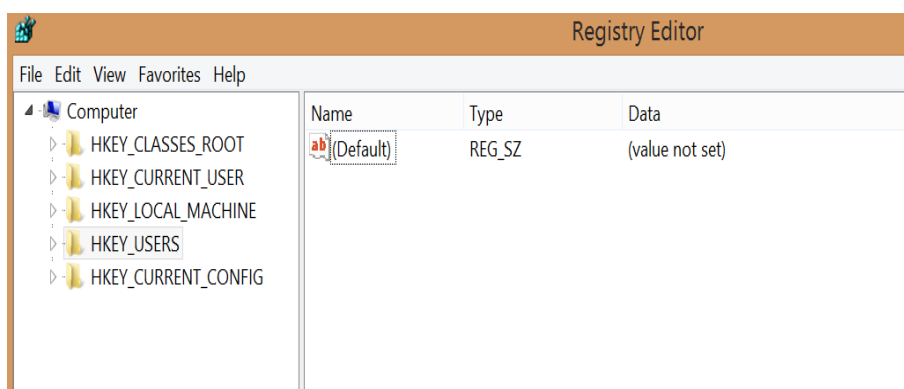 Registry Editor
File Edit View Favorites Help
Computer
HKEY_CLASSES_ROOT
HKEY_CURRENT_USER
HKEY_LOCAL_MACHINE
HKEY_USERS
HKEY_CURRENT_CONFIG
Name Type Data
ab (Default) REG_SZ (value not set)